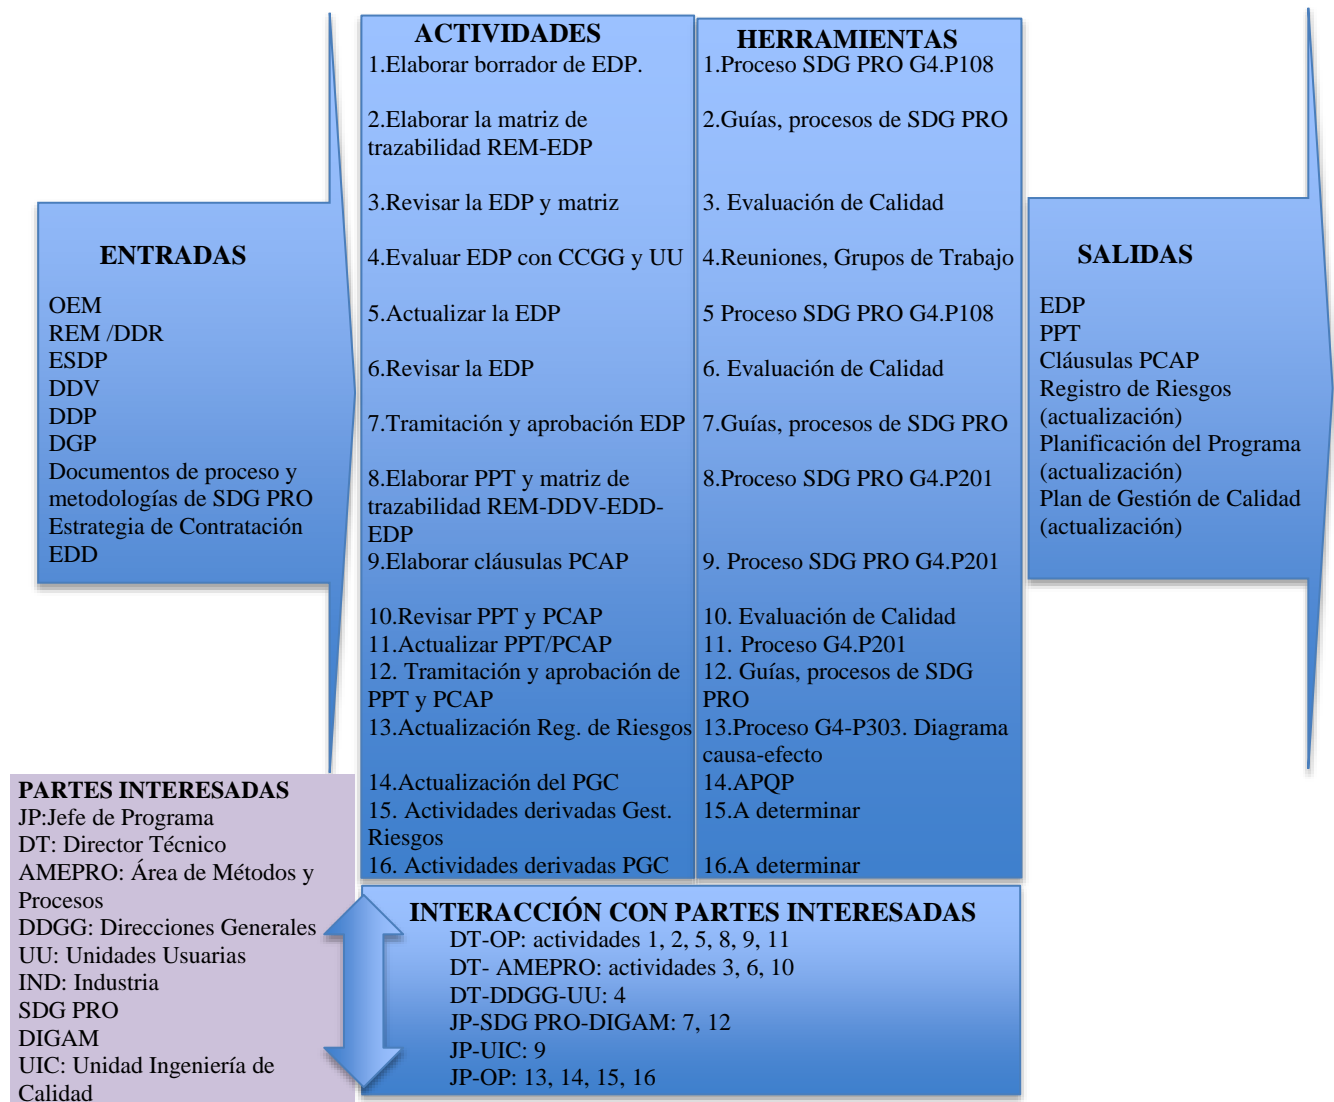 ENTRADAS
OEM
REM /DDR
ESDP
DDV
DDP
DGP
Documentos de proceso y
metodologías de SDG PRO
Estrategia de Contratación
EDD
ACTIVIDADES
1.Elaborar borrador de EDP.
2.Elaborar la matriz de
trazabilidad REM-EDP
3.Revisar la EDP y matriz
4.Evaluar EDP con CCGG y UU
5.Actualizar la EDP
6.Revisar la EDP
7.Tramitación y aprobación EDP
8.Elaborar PPT y matriz de
trazabilidad REM-DDV-EDD-
EDP
9.Elaborar cláusulas PCAP
10.Revisar PPT y PCAP
11.Actualizar PPT/PCAP
12. Tramitación y aprobación de
PPT y PCAP
13.Actualización Reg. de Riesgos
14.Actualización del PGC
15. Actividades derivadas Gest.
Riesgos
16. Actividades derivadas PGC
HERRAMIENTAS
1.Proceso SDG PRO G4.P108
2.Guías, procesos de SDG PRO
3. Evaluación de Calidad
4.Reuniones, Grupos de Trabajo
5 Proceso SDG PRO G4.P108
6. Evaluación de Calidad
7.Guías, procesos de SDG PRO
8.Proceso SDG PRO G4.P201
9. Proceso SDG PRO G4.P201
10. Evaluación de Calidad
11. Proceso G4.P201
12. Guías, procesos de SDG
PRO
13.Proceso G4-P303. Diagrama
causa-efecto
14.APQP
15.A determinar
16.A determinar
SALIDAS
EDP
PPT
Cláusulas PCAP
Registro de Riesgos
(actualización)
Planificación del Programa
(actualización)
Plan de Gestión de Calidad
(actualización)
PARTES INTERESADAS
JP:Jefe de Programa
DT: Director Técnico
AMEPRO: Área de Métodos y
Procesos
DDGG: Direcciones Generales
UU: Unidades Usuarias
IND: Industria
SDG PRO
DIGAM
UIC: Unidad Ingeniería de
Calidad
INTERACCIÓN CON PARTES INTERESADAS
DT-OP: actividades 1, 2, 5, 8, 9, 11
DT- AMEPRO: actividades 3, 6, 10
DT-DDGG-UU: 4
JP-SDG PRO-DIGAM: 7, 12
JP-UIC: 9
JP-OP: 13, 14, 15, 16